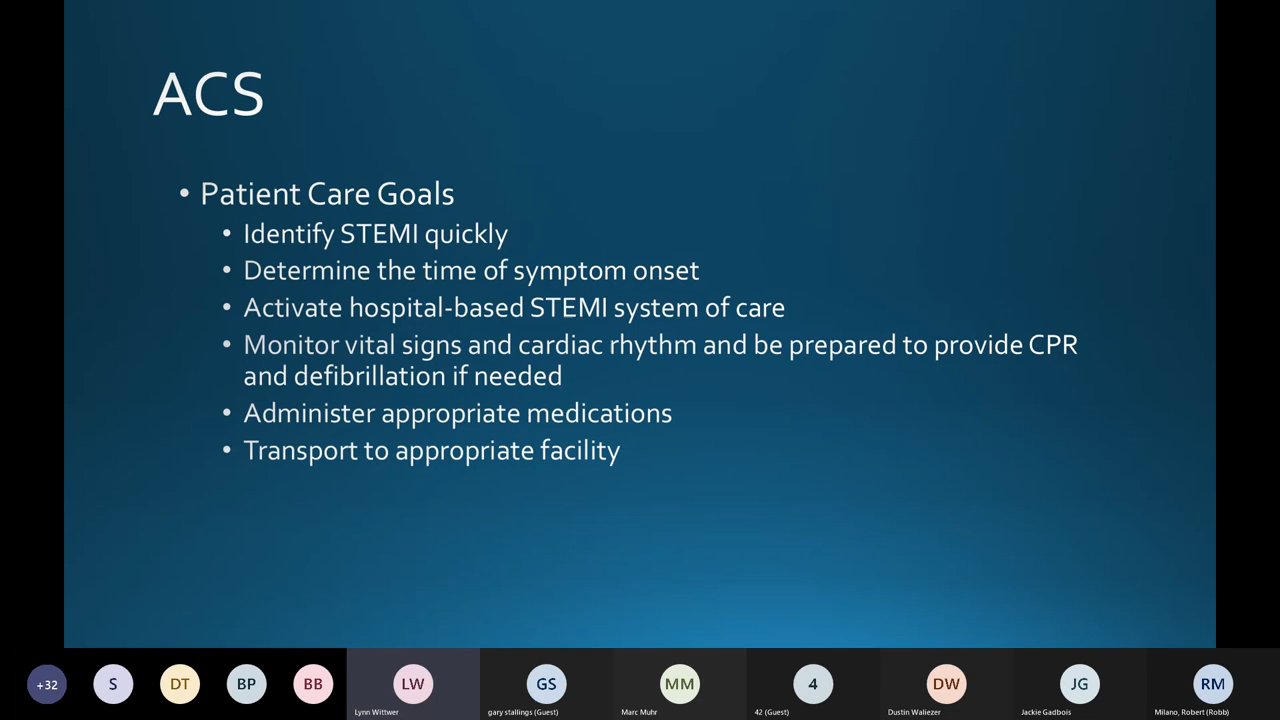 ACS
• Patient Care Goals
• Identify STEMI quickly
• Determine the time of symptom onset
• Activate hospital-based STEMI system of care
• Monitor vital signs and cardiac rhythm and be prepared to provide CPR
and defibrillation if needed
• Administer appropriate medications
• Transport to appropriate facility
+32 S DT BP BB LW GS MM 4 DW JG RM
Lynn Wittwer gary stallings (Guest) Marc Muhr 42 (Guest) Dustin Waliezer Jackie Gadbois Milano, Robert (Robb)